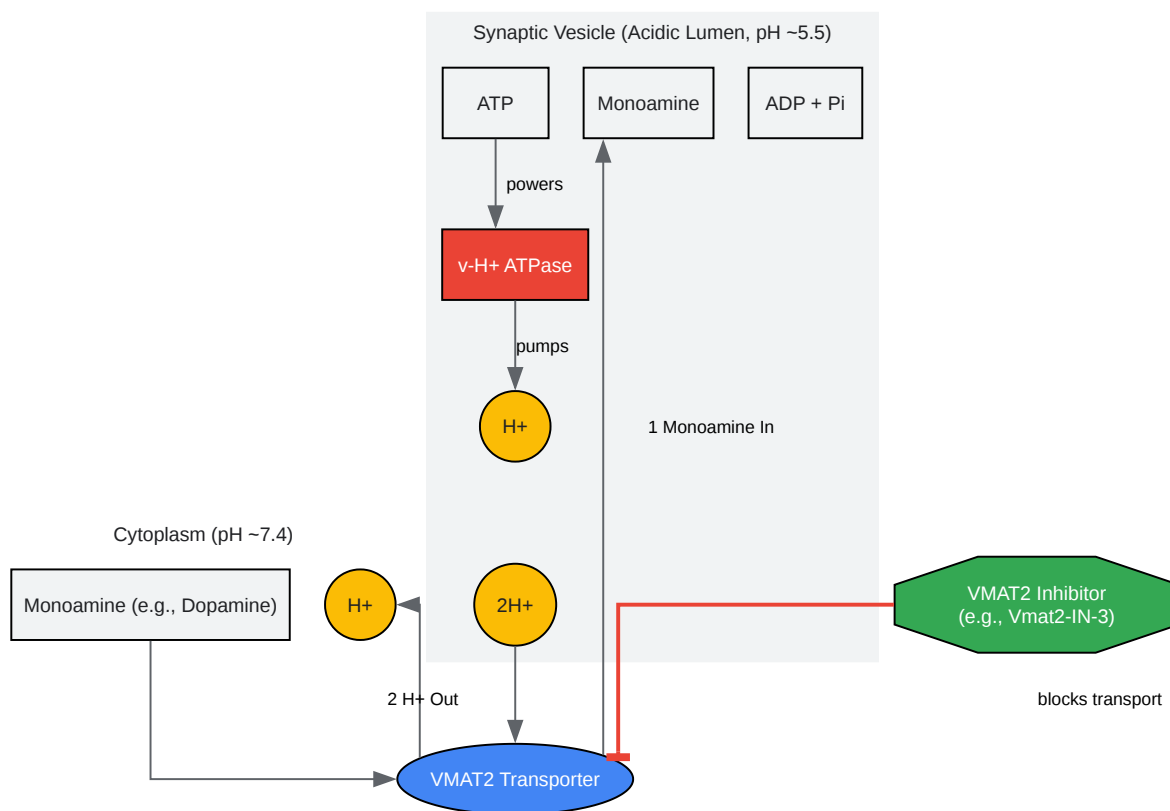 Synaptic Vesicle (Acidic Lumen, pH ~5.5)
ATP
Monoamine
ADP + Pi
powers
v-H+ ATPase
pumps
H+
1 Monoamine In
Cytoplasm (pH ~7.4)
Monoamine (e.g., Dopamine)
H+
2H+
VMAT2 Inhibitor
(e.g., Vmat2-IN-3)
2 H+ Out
blocks transport
VMAT2 Transporter